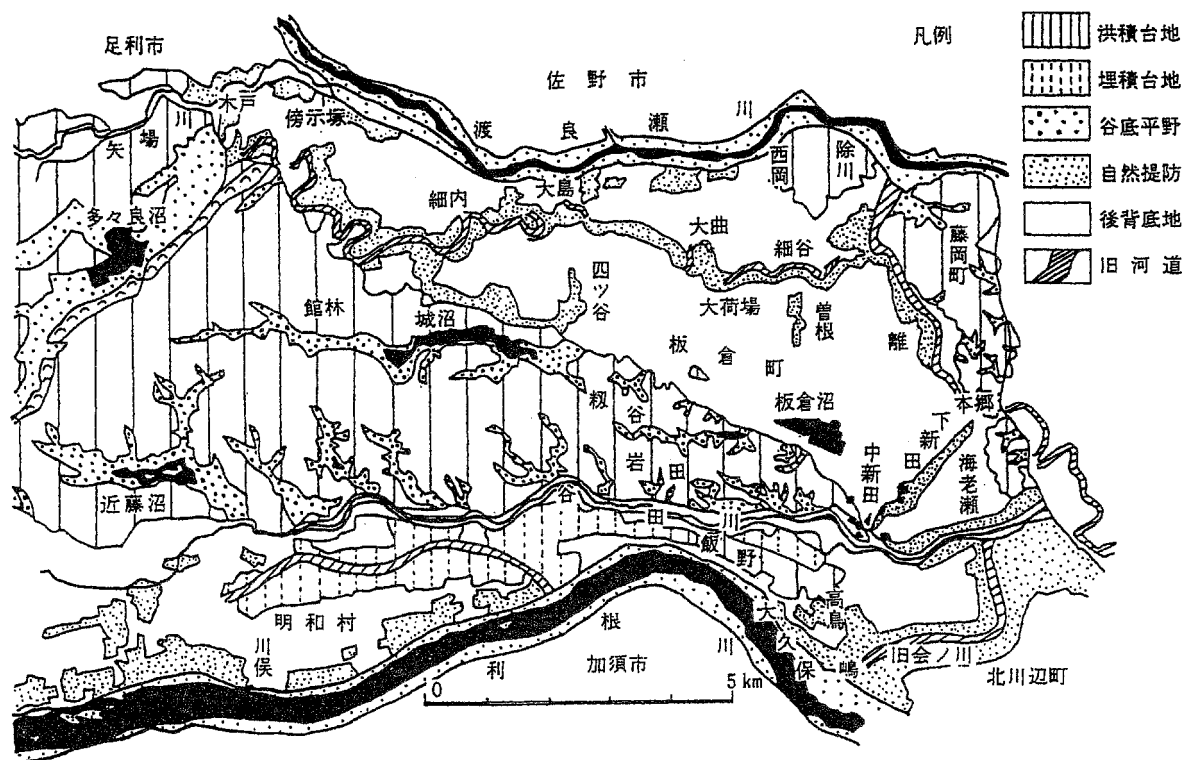 足利市
佐野市
凡例
洪積台地
埋積台地
谷底平野
自然提防
後背底地
旧河道
木戸
傍示塚
矢場川
渡良瀬川
西岡
除川
大島
細内
多々良沼
大曲
細谷
藤岡町
四ツ谷
館林
城沼
大荷場
曽根
離
板倉町
板倉沼
籾谷
岩田
本郷
下新田
中新田
海老瀬
近藤沼
谷田川
飯野
高鳥
明和村
大久保
川俣
利根川
加須市
嶋
旧会ノ川
北川辺町
0
5km